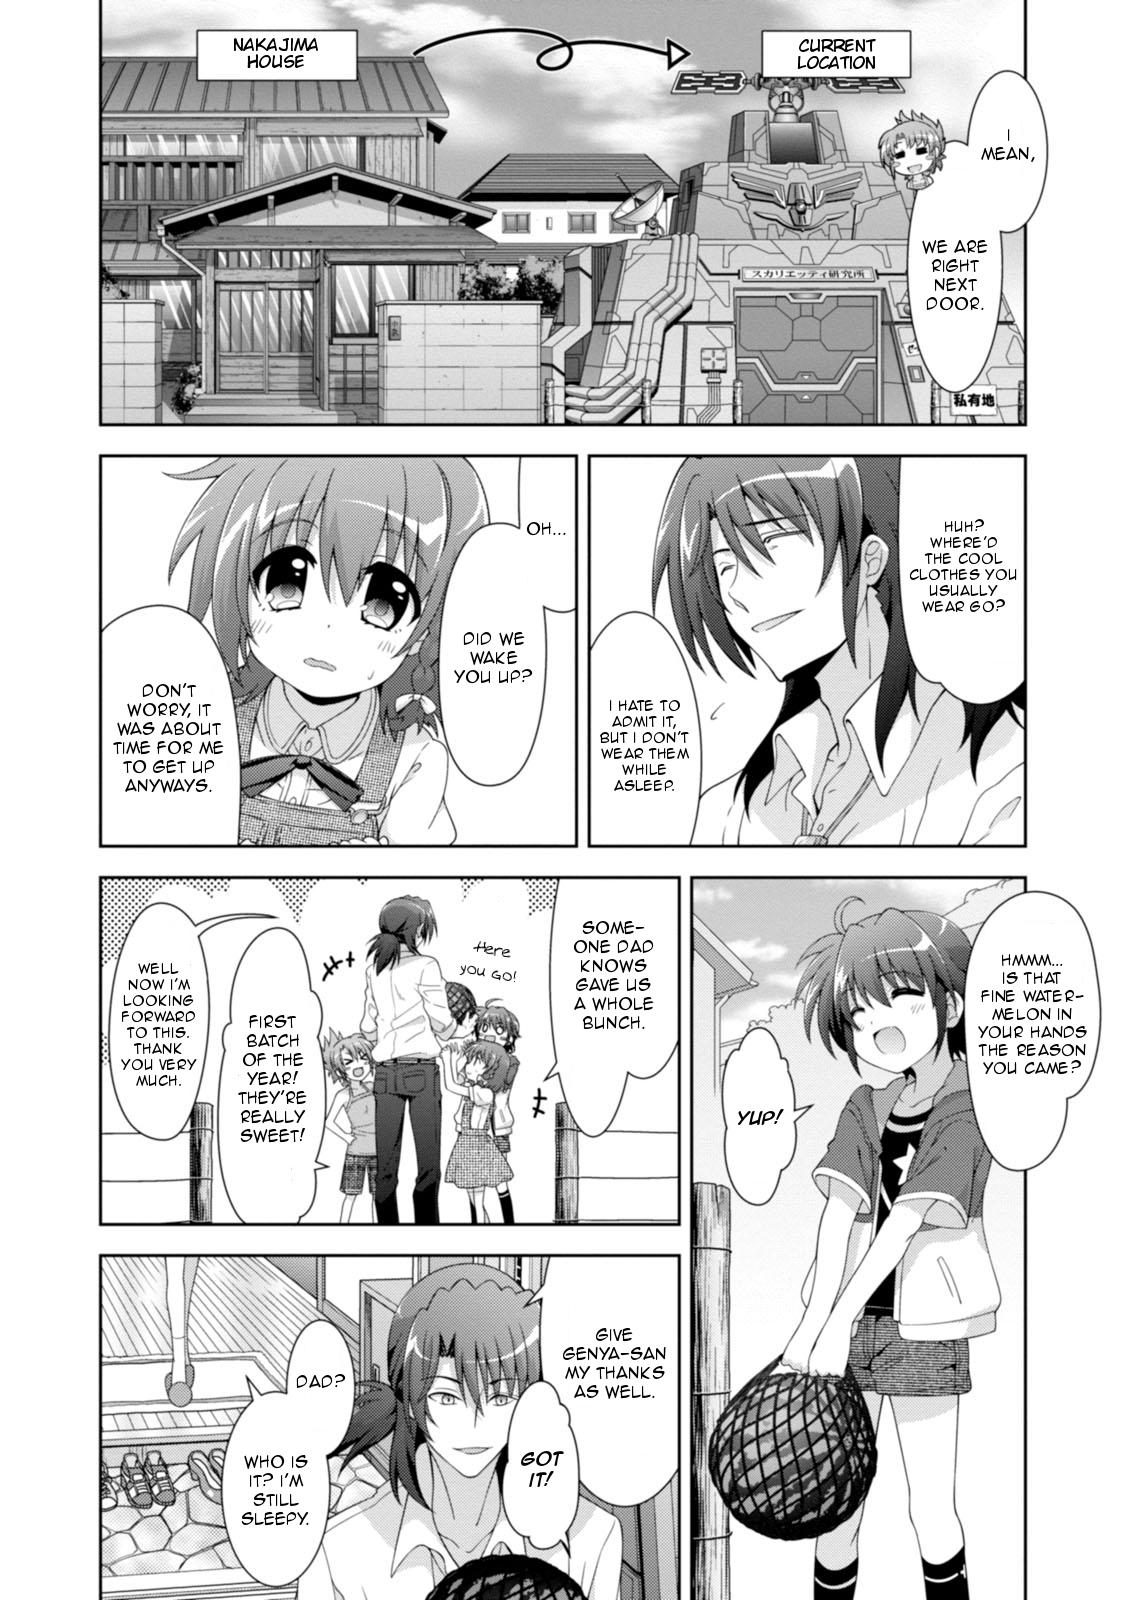 NAKAJIMA
HOUSE
CURRENT
LOCATION
I
MEAN,
WE ARE
RIGHT
NEXT
DOOR.
スカリエッティ研究所
私有地
HUH?
WHERE'D
THE COOL
CLOTHES YOU
USUALLY
WEAR GO?
I HATE TO
ADMIT IT,
BUT I DON'T
WEAR THEM
WHILE
ASLEEP.
OH...
DID WE
WAKE
YOU UP?
DON'T
WORRY, IT
WAS ABOUT
TIME FOR ME
TO GET UP
ANYWAYS.
HMMM...
IS THAT
FINE WATER-
MELON IN
YOUR HANDS
THE REASON
YOU CAME?
YUP!
SOME-
ONE DAD
KNOWS
GAVE US
A WHOLE
BUNCH.
Here
you go!
FIRST
BATCH OF
THE YEAR!
THEY'RE
REALLY
SWEET!
WELL
NOW I'M
LOOKING
FORWARD
TO THIS.
THANK
YOU VERY
MUCH.
GIVE
GENYA-SAN
MY THANKS
AS WELL.
GOT
IT!
DAD?
WHO IS
IT? I'M
STILL
SLEEPY.